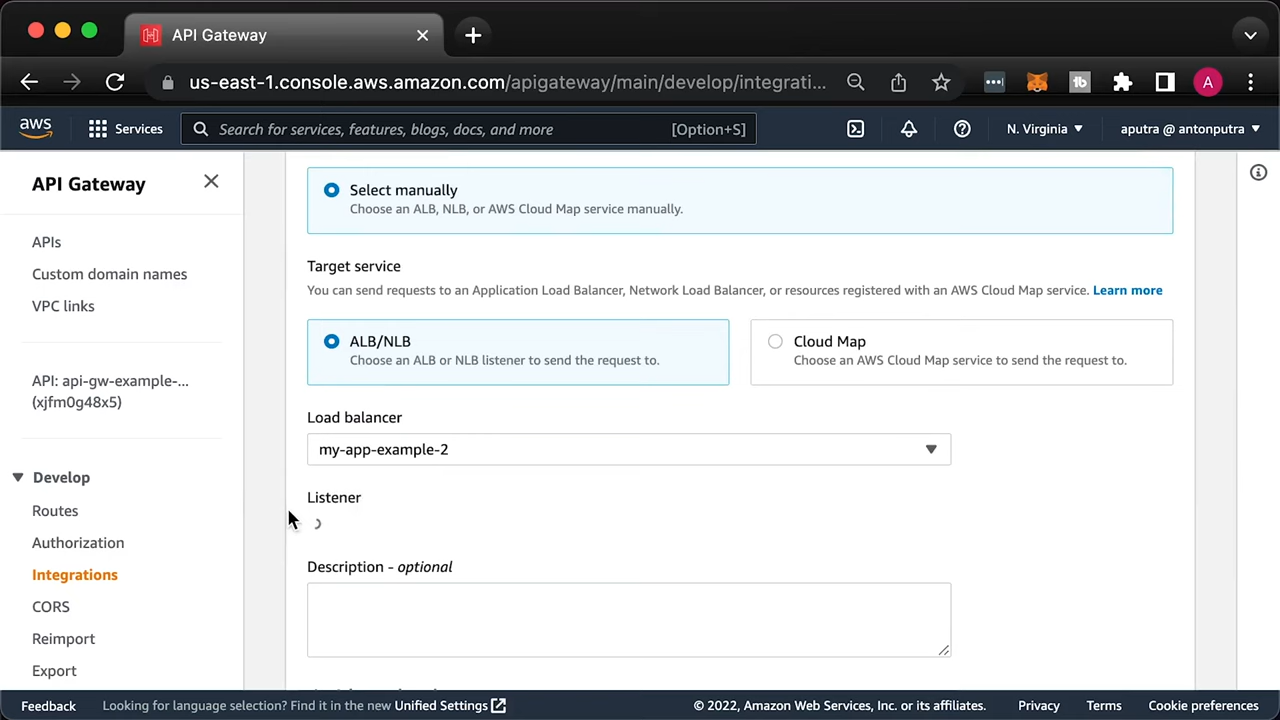 API Gateway
us-east-1.console.aws.amazon.com/apigateway/main/develop/integrati...
A
aws
Services
Search for services, features, blogs, docs, and more
[Option+S]
N. Virginia
aputra @ antonputra
API Gateway
APIs
Custom domain names
VPC links
API: api-gw-example-...
(xjfm0g48x5)
Develop
Routes
Authorization
Integrations
CORS
Reimport
Export
Select manually
Choose an ALB, NLB, or AWS Cloud Map service manually.
Target service
You can send requests to an Application Load Balancer, Network Load Balancer, or resources registered with an AWS Cloud Map service. Learn more
ALB/NLB
Choose an ALB or NLB listener to send the request to.
Cloud Map
Choose an AWS Cloud Map service to send the request to.
Load balancer
my-app-example-2
Listener
Description - optional
Feedback
Looking for language selection? Find it in the new Unified Settings
© 2022, Amazon Web Services, Inc. or its affiliates.
Privacy
Terms
Cookie preferences